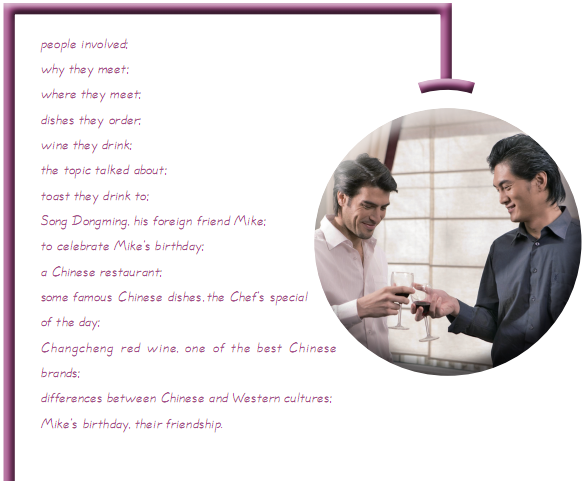 people involved;
why they meet;
where they meet;
dishes they order;
wine they drink;
the topic talked about;
toast they drink to;
Song Dongming, his foreign friend Mike;
to celebrate Mike's birthday;
a Chinese restaurant;
some famous Chinese dishes, the Chef's special
of the day;
Changcheng red wine, one of the best Chinese
brands;
differences between Chinese and Western cultures;
Mike's birthday, their friendship.